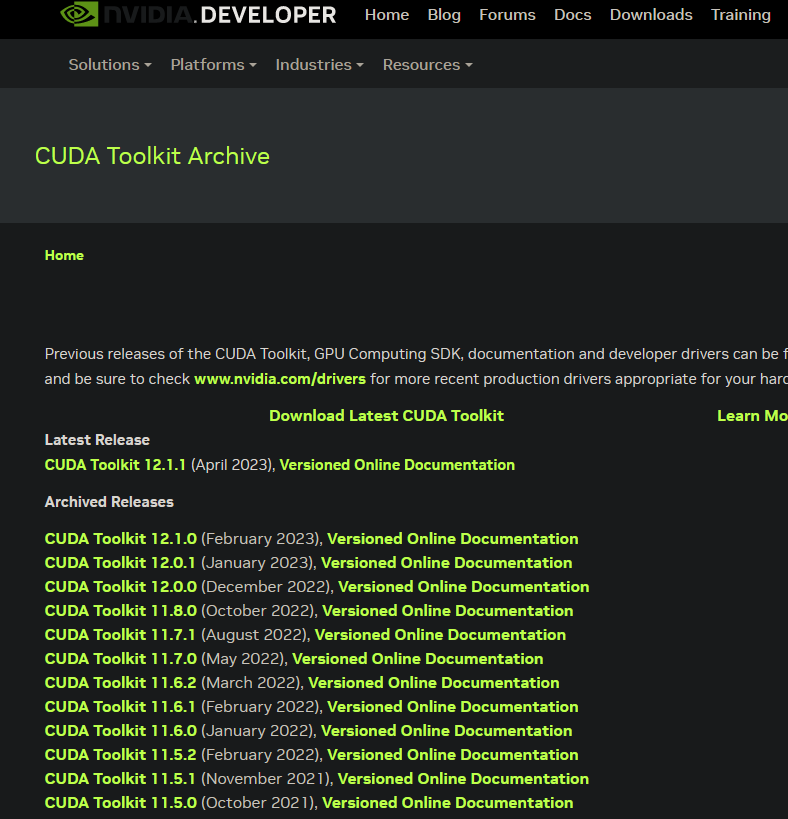 NVIDIA.DEVELOPER Home Blog Forums Docs Downloads Training
Solutions Platforms Industries Resources
CUDA Toolkit Archive
Home
Previous releases of the CUDA Toolkit, GPU Computing SDK, documentation and developer drivers can be f
and be sure to check www.nvidia.com/drivers for more recent production drivers appropriate for your hard
Download Latest CUDA Toolkit Learn Mo
Latest Release
CUDA Toolkit 12.1.1 (April 2023), Versioned Online Documentation
Archived Releases
CUDA Toolkit 12.1.0 (February 2023), Versioned Online Documentation
CUDA Toolkit 12.0.1 (January 2023), Versioned Online Documentation
CUDA Toolkit 12.0.0 (December 2022), Versioned Online Documentation
CUDA Toolkit 11.8.0 (October 2022), Versioned Online Documentation
CUDA Toolkit 11.7.1 (August 2022), Versioned Online Documentation
CUDA Toolkit 11.7.0 (May 2022), Versioned Online Documentation
CUDA Toolkit 11.6.2 (March 2022), Versioned Online Documentation
CUDA Toolkit 11.6.1 (February 2022), Versioned Online Documentation
CUDA Toolkit 11.6.0 (January 2022), Versioned Online Documentation
CUDA Toolkit 11.5.2 (February 2022), Versioned Online Documentation
CUDA Toolkit 11.5.1 (November 2021), Versioned Online Documentation
CUDA Toolkit 11.5.0 (October 2021), Versioned Online Documentation